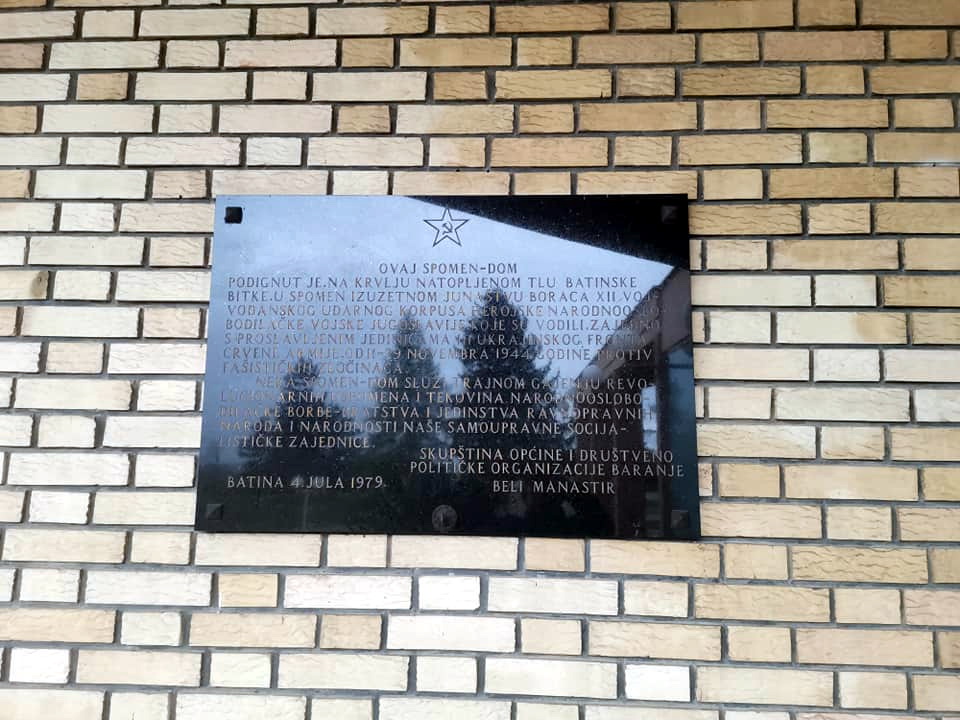 OVAJ SPOMEN-DOM
PODIGNUT JE NA KRVLJU NATOPLJENOM TLU BATINSKE
BITKE.U SPOMEN IZUZETNOM JUNAŠTVU BORACA XII VOJ-
VOĐANSKOG UDARNOG KORPUSA HEROJSKE NARODNOOSLO-
BODILAČKE VOJSKE JUGOSLAVIJE KOJE SU VODILI.ZAJEDNO
S PROSLAVLJENIM JEDINICAMA III UKRAJINSKOG FRONTA
CRVENE ARMIJE.OD 11-29 NOVEMBRA 1944.GODINE PROTIV
FAŠISTIČKIH ZLOČINACA.
NEKA SPOMEN-DOM SLUŽI TRAJNOM GAJENJU REVO-
LUCIONARNIH POIMENA I TEKOVINA NARODNOOSLOBO-
DILAČKE BORBE-BRATSTVA I JEDINSTVA RAVNOPRAVNIH
NARODA I NARODNOSTI NAŠE SAMOUPRAVNE SOCIJA-
LISTIČKE ZAJEDNICE.
SKUPŠTINA OPĆINE I DRUŠTVENO
POLITIČKE ORGANIZACIJE BARANJE
BATINA 4.JULA 1979. BELI MANASTIR